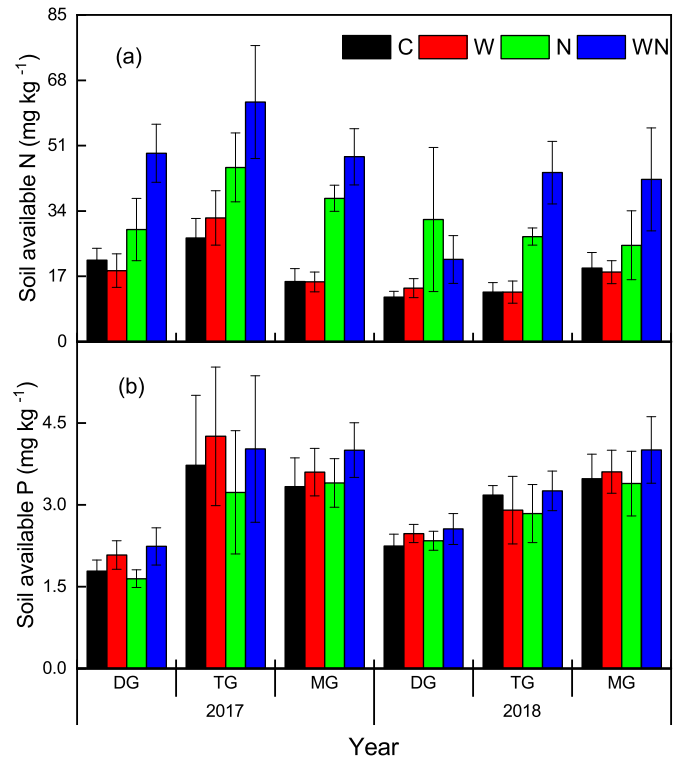 85
(a)
C W N WN
68
51
34
17
0
Soil available N (mg kg⁻¹)
(b)
4.5
3.0
1.5
0.0
Soil available P (mg kg⁻¹)
DG TG MG DG TG MG
2017 2018
Year